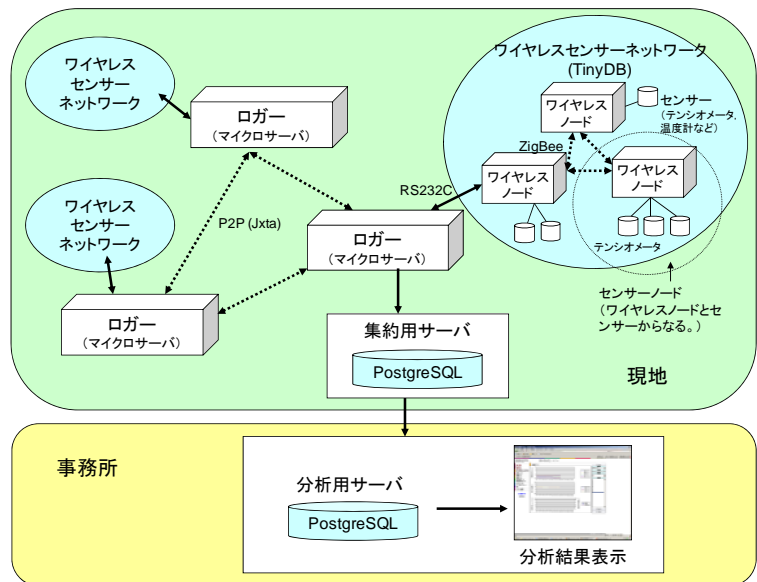 ワイヤレスセンサーネットワーク
(TinyDB)
ワイヤレス
センサー
ネットワーク
ロガー
(マイクロサーバ)
ワイヤレス
ノード
センサー
(テンシオメータ,
温度計など)
ZigBee
ワイヤレス
ノード
ワイヤレス
ノード
RS232C
テンシオメータ
ワイヤレス
センサー
ネットワーク
P2P (Jxta)
ロガー
(マイクロサーバ)
ロガー
(マイクロサーバ)
センサーノード
(ワイヤレスノードとセ
ンサーからなる。)
集約用サーバ
PostgreSQL
現地
事務所
分析用サーバ
PostgreSQL
分析結果表示